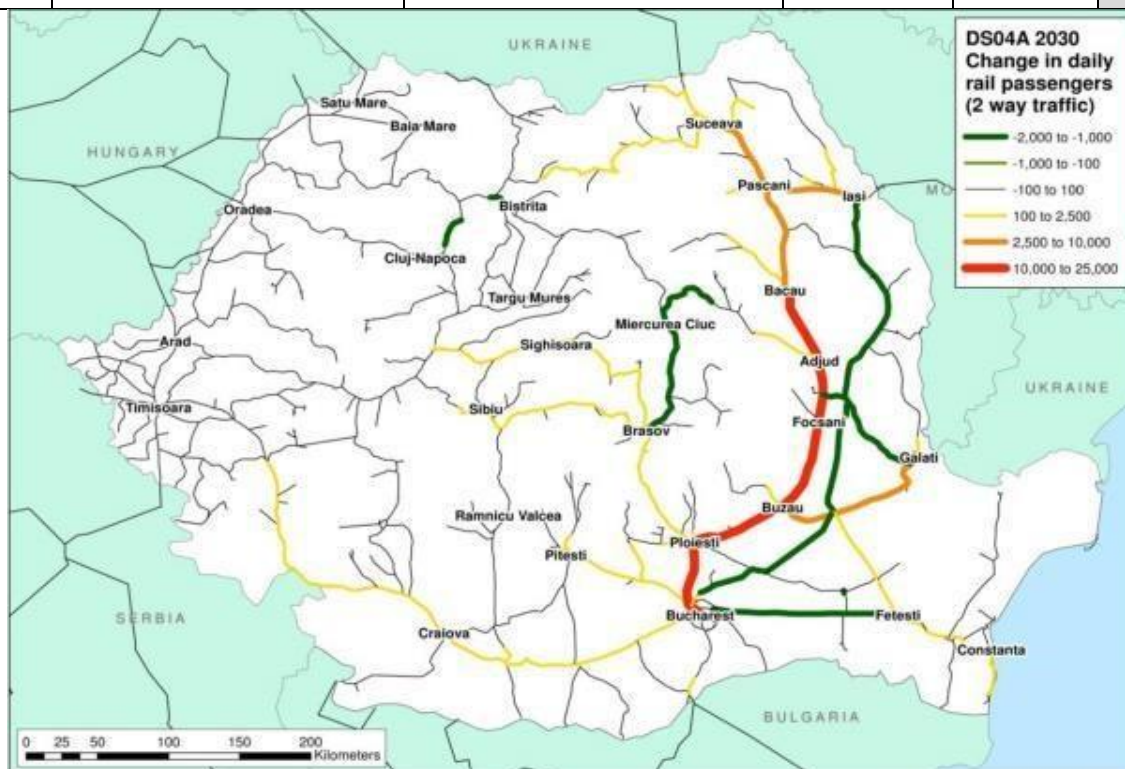 UKRAINE
DS04A 2030
Change in daily
rail passengers
(2 way traffic)
-2,000 to -1,000
-1,000 to -100
-100 to 100
100 to 2,500
2,500 to 10,000
10,000 to 25,000
Satu Mare
Baia Mare
Suceava
HUNGARY
Pascani
Iasi
MO
Oradea
Bistrita
Cluj-Napoca
Bacau
Targu Mures
Miercurea Ciuc
Arad
Sighisoara
Adjud
UKRAINE
Timisoara
Sibiu
Brasov
Focsani
Galati
Buzau
Ramnicu Valcea
Pitesti
Ploiesti
SERBIA
Bucharest
Fetesti
Craiova
Constanta
BULGARIA
0 25 50 100 150 200
Kilometers